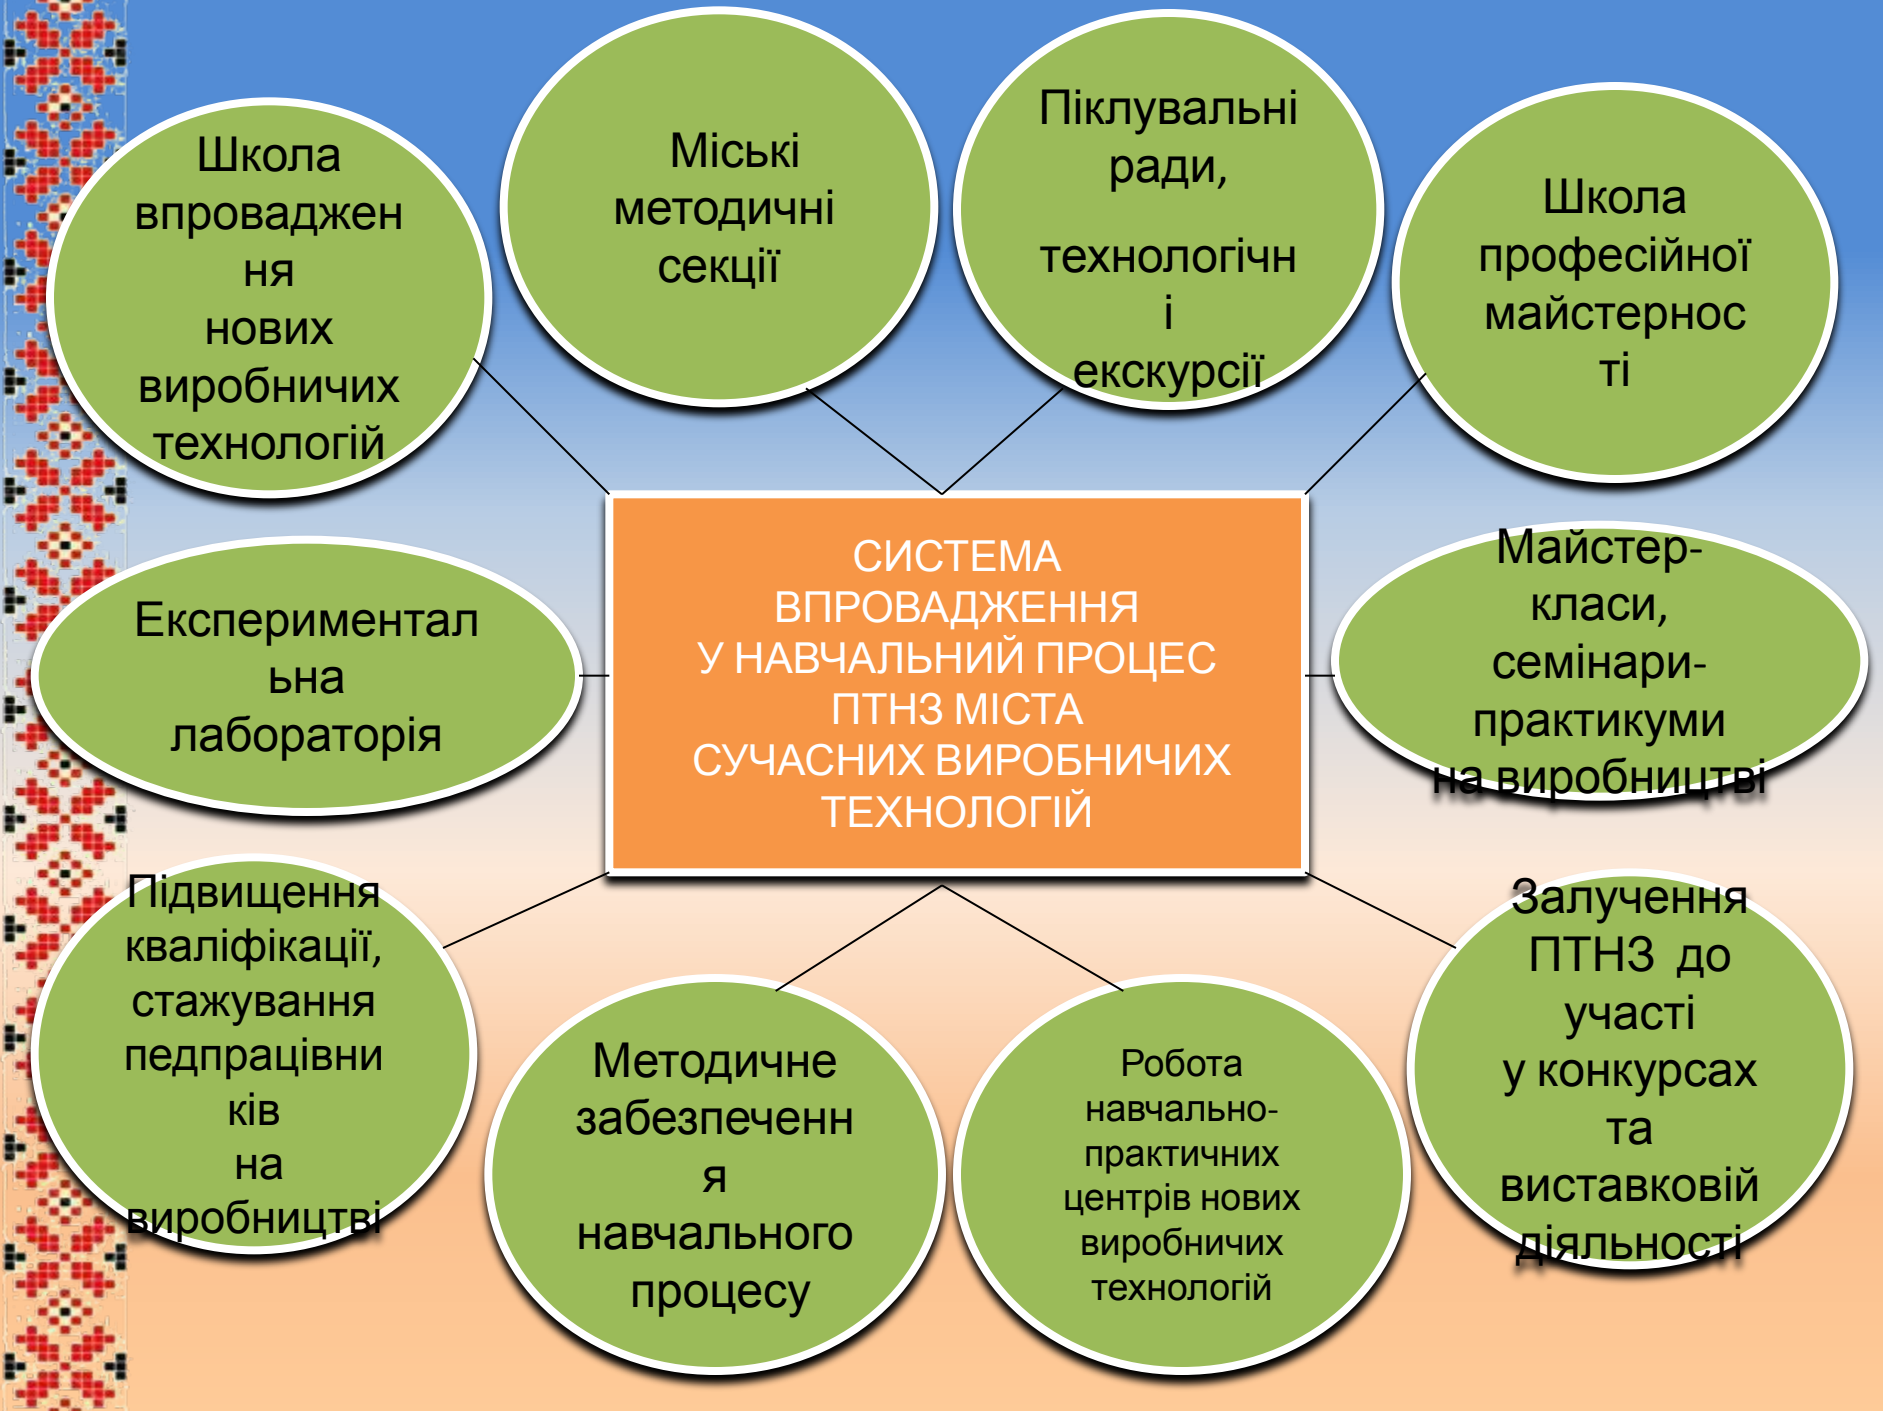 Школа
впроваджен
ня
нових
виробничих
технологій
Міські
методичні
секції
Піклувальні
ради,
технологічн
і
екскурсії
Школа
професійної
майстернос
ті
СИСТЕМА
ВПРОВАДЖЕННЯ
У НАВЧАЛЬНИЙ ПРОЦЕС
ПТНЗ МІСТА
СУЧАСНИХ ВИРОБНИЧИХ
ТЕХНОЛОГІЙ
Експериментал
ьна
лабораторія
Майстер-
класи,
семінари-
практикуми
на виробництві
Підвищення
кваліфікації,
стажування
педпрацівни
ків
на
виробництві
Методичне
забезпеченн
я
навчального
процесу
Робота
навчально-
практичних
центрів нових
виробничих
технологій
Залучення
ПТНЗ до
участі
у конкурсах
та
виставковій
діяльності